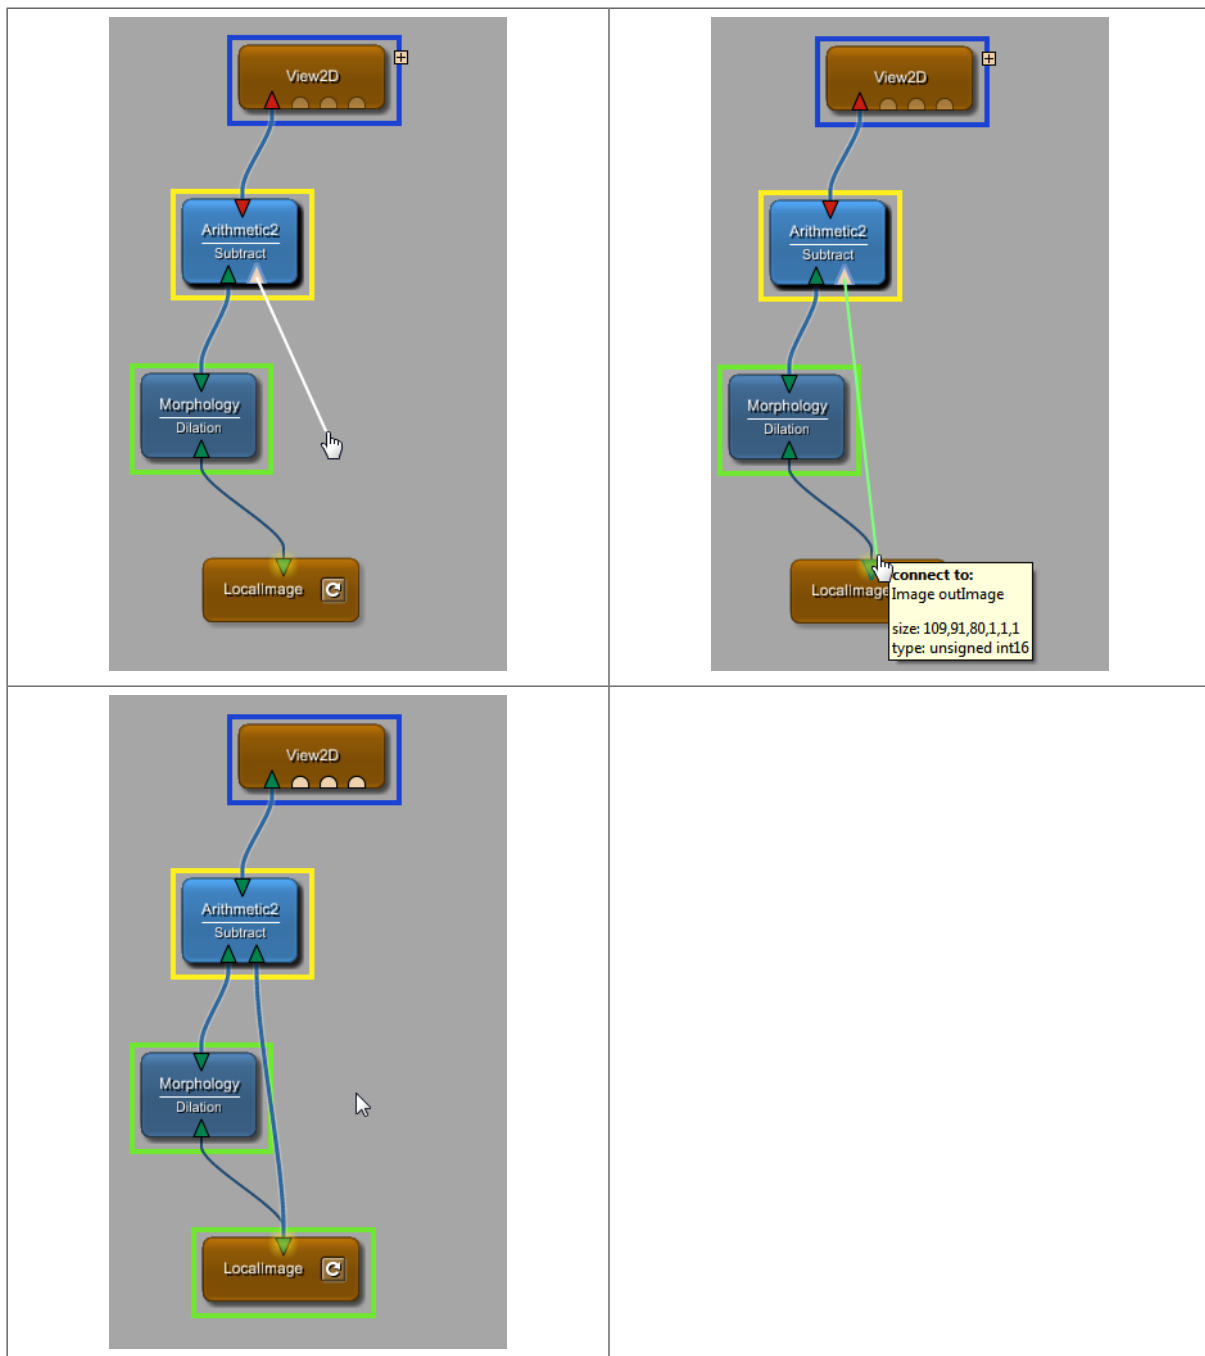 View2D
Arithmetic2
Subtract
Morphology
Dilation
LocalImage
View2D
Arithmetic2
Subtract
Morphology
Dilation
LocalImage
connect to:
Image outImage
size: 109,91,80,1,1,1
type: unsigned int16
View2D
Arithmetic2
Subtract
Morphology
Dilation
LocalImage